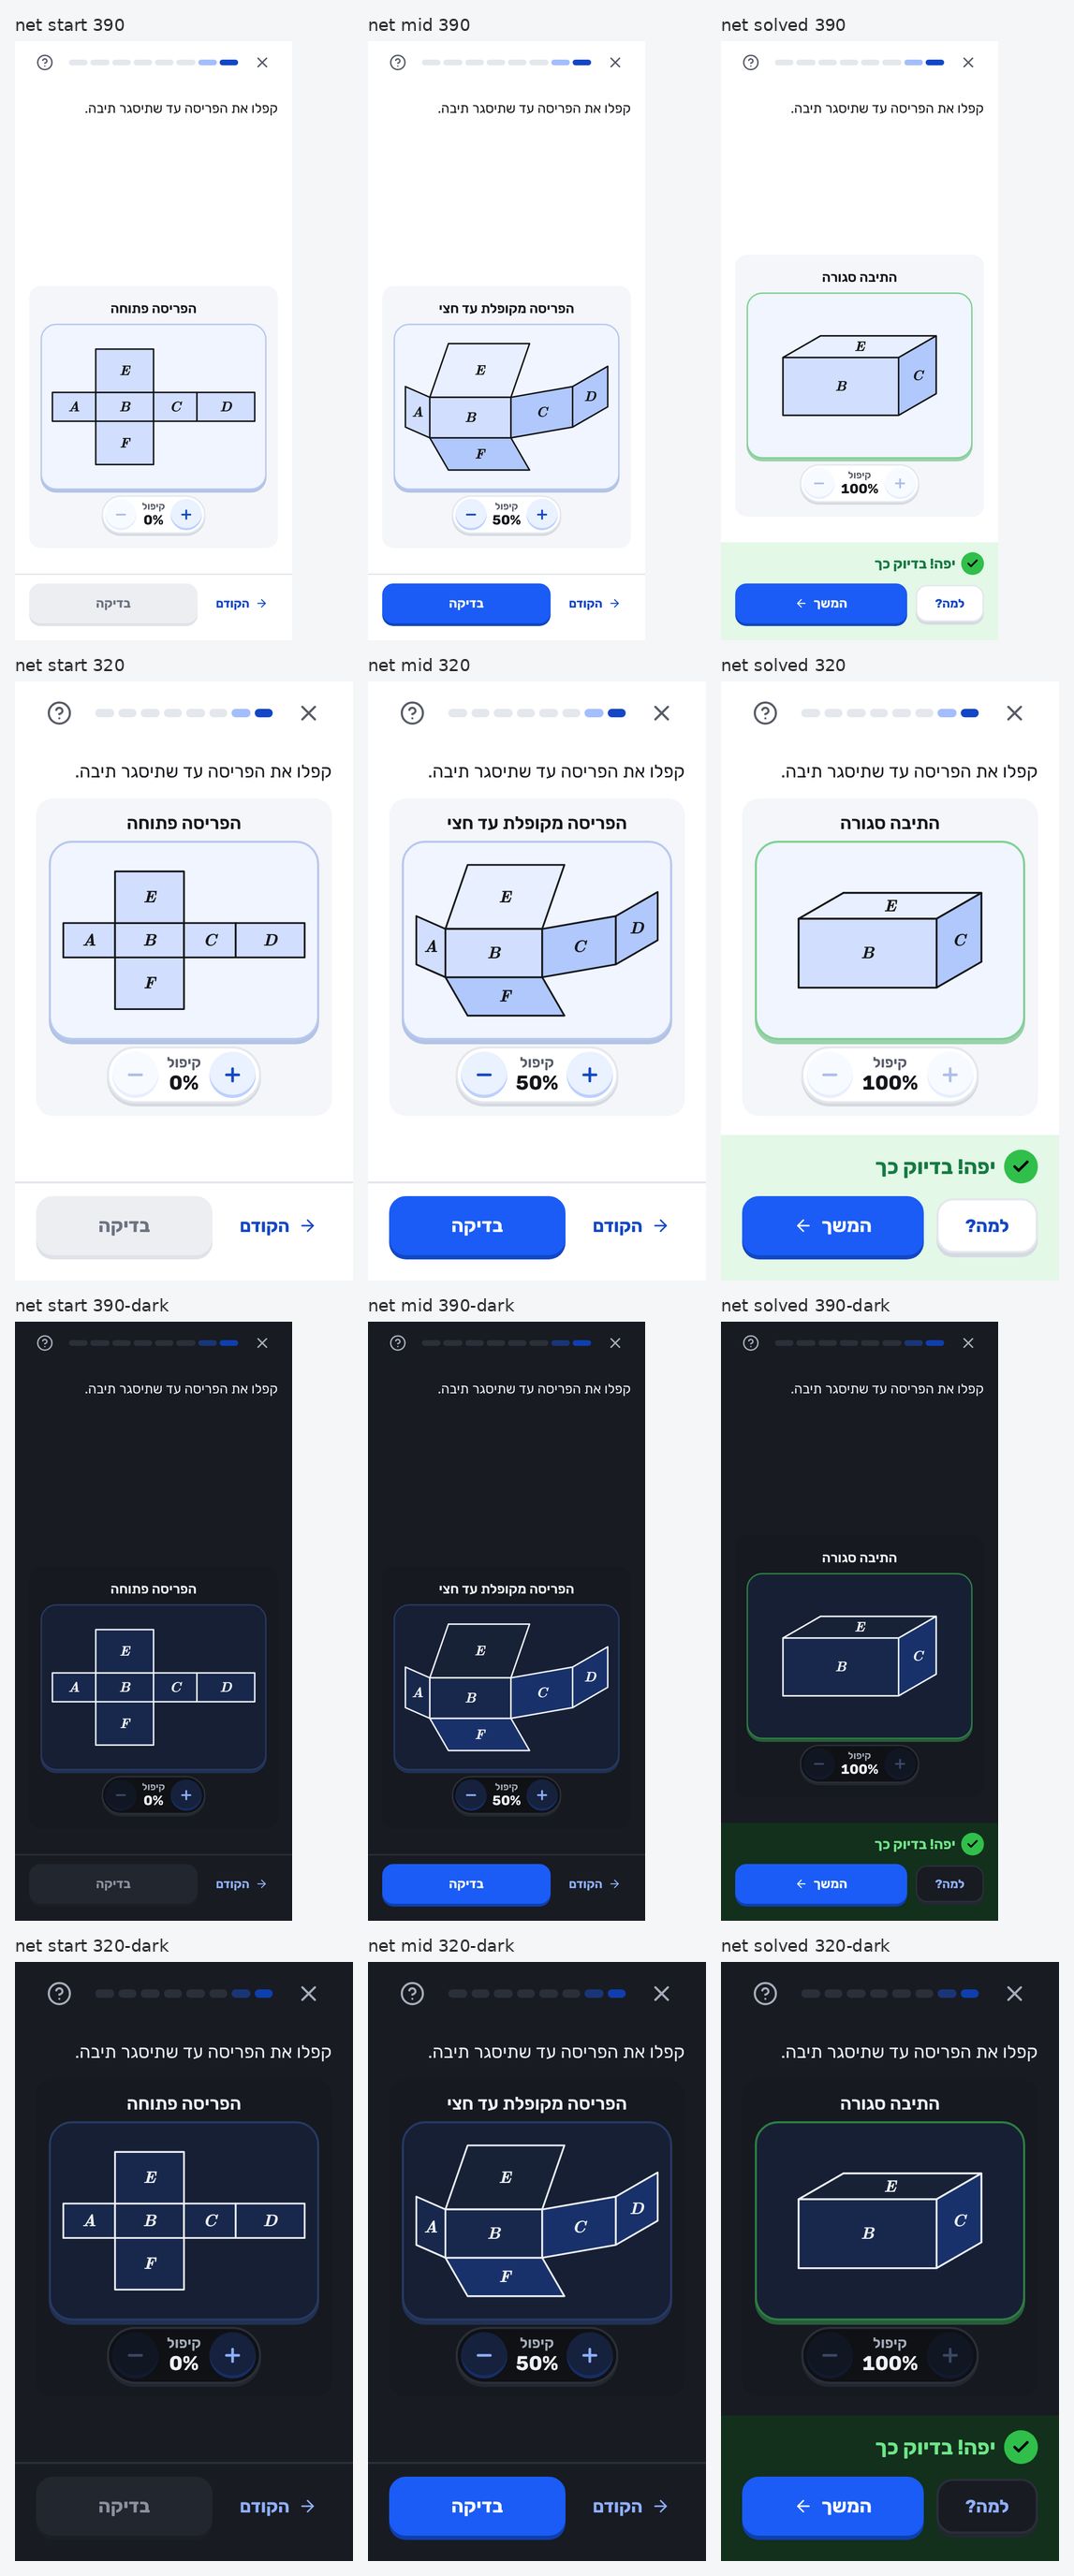 net start 390
net mid 390
net solved 390
קפלו את הפריסה עד שתיסגר תיבה.
קפלו את הפריסה עד שתיסגר תיבה.
קפלו את הפריסה עד שתיסגר תיבה.
הפריסה פתוחה
E
A B C D
F
קיפול
0%
בדיקה
הקודם
הפריסה מקופלת עד חצי
E
A B C D
F
קיפול
50%
בדיקה
הקודם
התיבה סגורה
E
B C
קיפול
100%
יפה! בדיוק כך
למה?
המשך
net start 320
net mid 320
net solved 320
קפלו את הפריסה עד שתיסגר תיבה.
קפלו את הפריסה עד שתיסגר תיבה.
קפלו את הפריסה עד שתיסגר תיבה.
הפריסה פתוחה
E
A B C D
F
קיפול
0%
בדיקה
הקודם
הפריסה מקופלת עד חצי
E
A B C D
F
קיפול
50%
בדיקה
הקודם
התיבה סגורה
E
B C
קיפול
100%
יפה! בדיוק כך
למה?
המשך
net start 390-dark
net mid 390-dark
net solved 390-dark
קפלו את הפריסה עד שתיסגר תיבה.
קפלו את הפריסה עד שתיסגר תיבה.
קפלו את הפריסה עד שתיסגר תיבה.
הפריסה פתוחה
E
A B C D
F
קיפול
0%
בדיקה
הקודם
הפריסה מקופלת עד חצי
E
A B C D
F
קיפול
50%
בדיקה
הקודם
התיבה סגורה
E
B C
קיפול
100%
יפה! בדיוק כך
למה?
המשך
net start 320-dark
net mid 320-dark
net solved 320-dark
קפלו את הפריסה עד שתיסגר תיבה.
קפלו את הפריסה עד שתיסגר תיבה.
קפלו את הפריסה עד שתיסגר תיבה.
הפריסה פתוחה
E
A B C D
F
קיפול
0%
בדיקה
הקודם
הפריסה מקופלת עד חצי
E
A B C D
F
קיפול
50%
בדיקה
הקודם
התיבה סגורה
E
B C
קיפול
100%
יפה! בדיוק כך
למה?
המשך